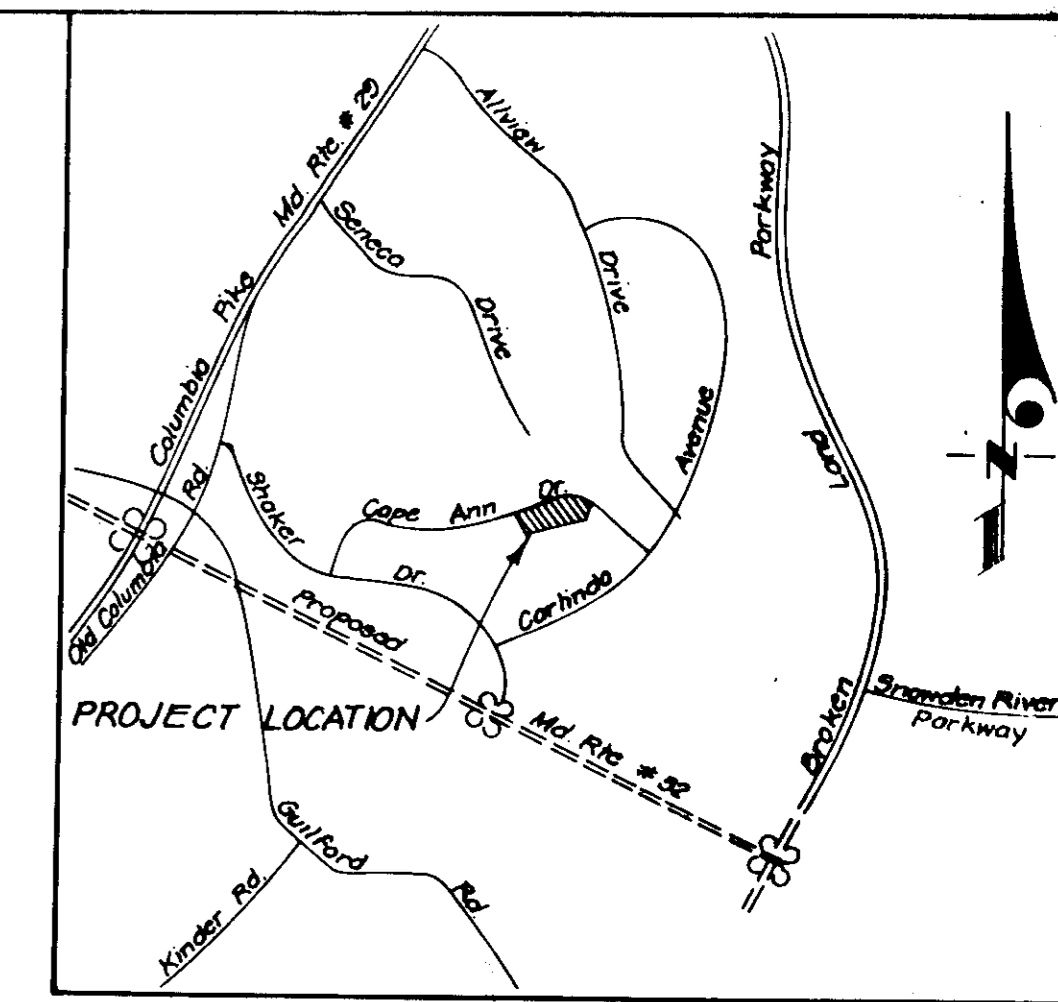 Md. Rte. # 29
Columbia Pike
Allview Drive
Seneca Drive
Parkway
Land
Broken
Avenue
Carlinda
Cape Ann Dr.
Shaker Dr.
Old Columbia Rd.
Proposed Md. Rte # 32
PROJECT LOCATION
Snowden River
Parkway
Guilford Rd.
Kinder Rd.
N